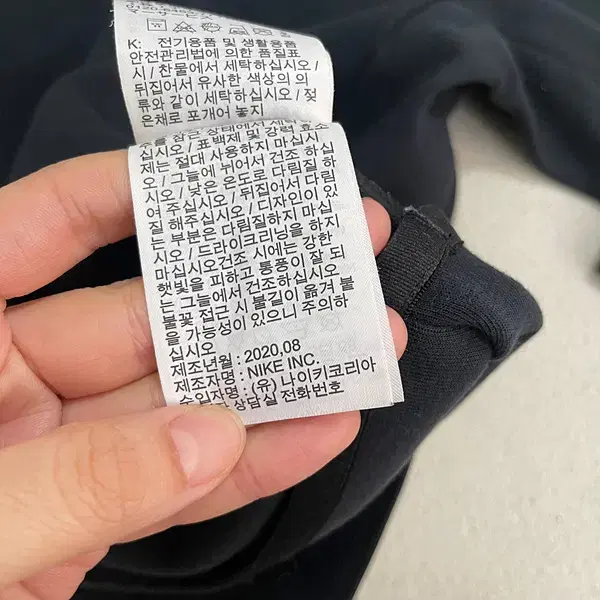 K: 전기용품 및 생활용품
안전관리법에 의한 품질표
시 / 찬물에서 세탁하십시오 /
뒤집어서 유사한 색상의 의
류와 같이 세탁하십시오 / 젖
은채로 포개어 놓지
십시오 / 표백제 및 강력 효소
제는 절대 사용하지 마십시
오 / 그늘에 뉘어서 건조 하십
시오 / 낮은 온도로 다림질 하
여 주십시오 / 뒤집어서 다림
질 해주십시오 / 디자인이 있
는 부분은 다림질하지 마십
시오 / 드라이크리닝을 하지
마십시오건조 시에는 강한
햇빛을 피하고 통풍이 잘 되
는 그늘에서 건조하십시오
불꽃 접근 시 불길이 옮겨 붙
을 가능성이 있으니 주의하
십시오
제조년월 : 2020,08
제조자명 : NIKE INC.
수입자명 : (유) 나이키코리아
상담실 전화번호